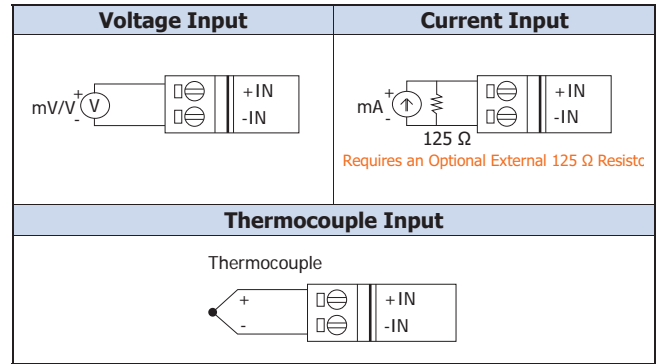 Voltage Input
Current Input
mV/V
+
V
-
+IN
-IN
mA
+
-
125 Ω
+IN
-IN
Requires an Optional External 125 Ω Resistc
Thermocouple Input
Thermocouple
+
-
+IN
-IN